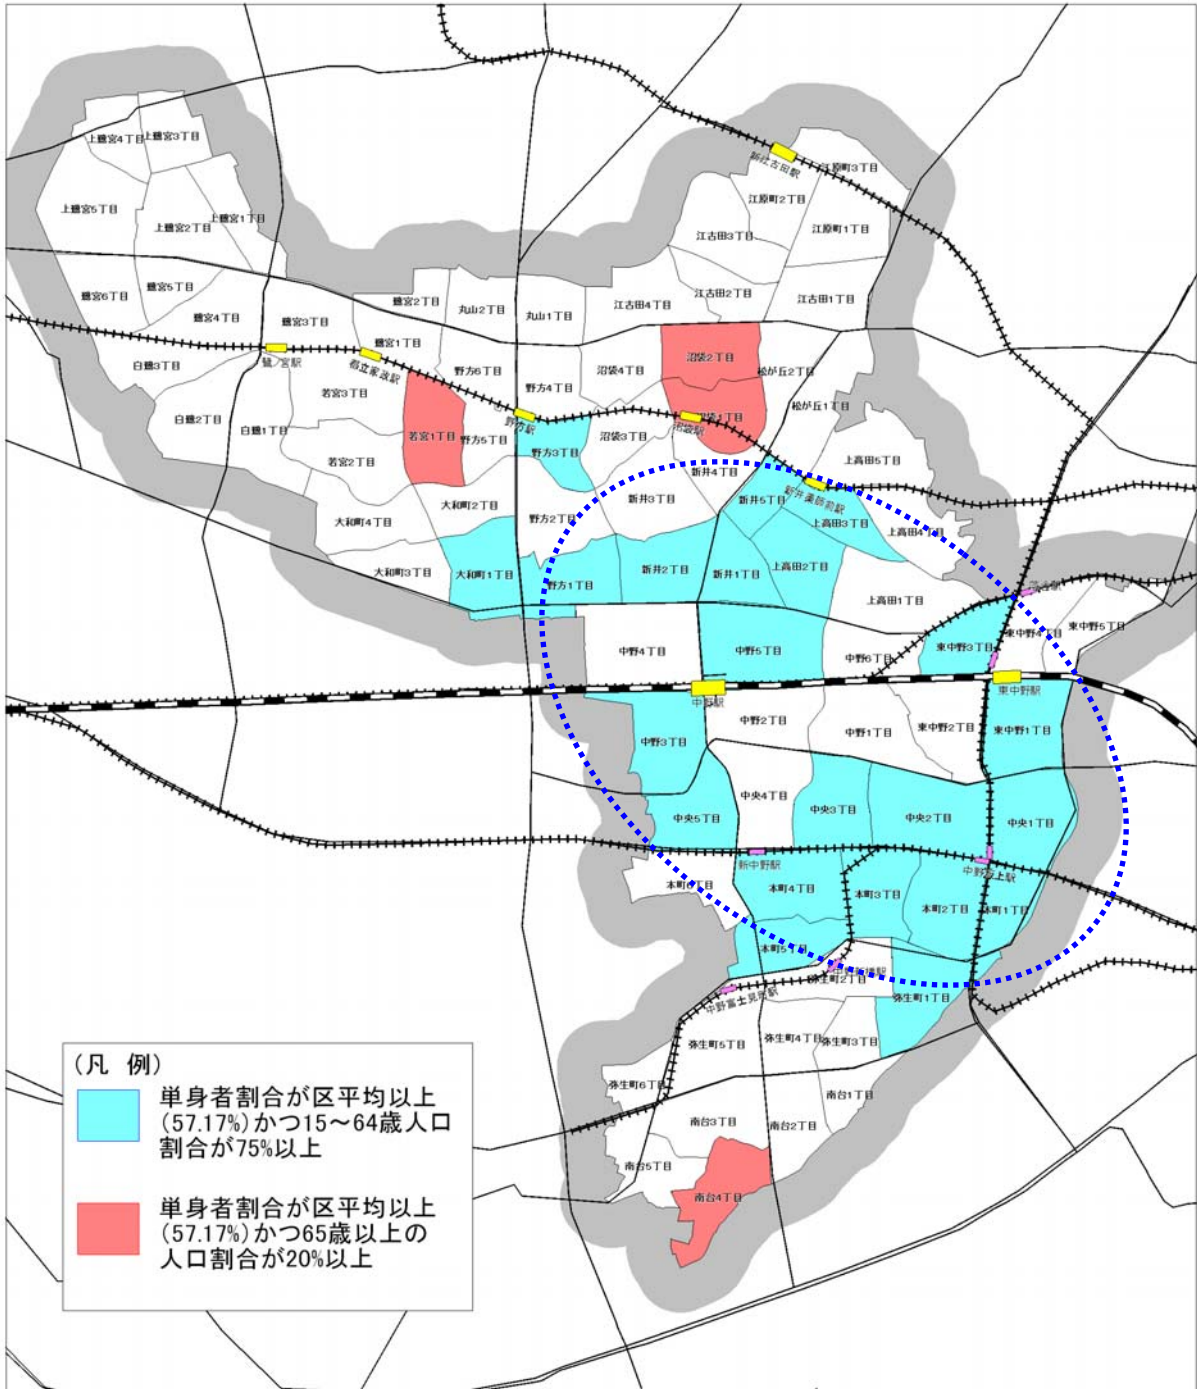 上鷺宮4丁目
上鷺宮3丁目
新江古田駅
江原町3丁目
上鷺宮5丁目
上鷺宮2丁目
上鷺宮1丁目
江原町2丁目
江古田3丁目
江原町1丁目
鷺宮6丁目
鷺宮5丁目
鷺宮4丁目
鷺宮3丁目
鷺宮2丁目
丸山2丁目
丸山1丁目
江古田4丁目
江古田2丁目
江古田1丁目
鷺宮1丁目
白鷺3丁目
鷺ノ宮駅
都立家政駅
野方6丁目
野方4丁目
沼袋4丁目
沼袋2丁目
松が丘2丁目
若宮3丁目
白鷺2丁目
白鷺1丁目
若宮1丁目
野方5丁目
野方駅
沼袋1丁目
沼袋駅
松が丘1丁目
若宮2丁目
野方3丁目
沼袋3丁目
新井4丁目
上高田5丁目
大和町4丁目
大和町2丁目
野方2丁目
新井3丁目
新井5丁目
新井薬師前駅
上高田3丁目
上高田4丁目
大和町3丁目
大和町1丁目
野方1丁目
新井2丁目
新井1丁目
上高田2丁目
上高田1丁目
落合駅
中野4丁目
中野5丁目
中野6丁目
東中野3丁目
東中野4丁目
東中野5丁目
中野駅
東中野駅
中野3丁目
中野2丁目
中野1丁目
東中野2丁目
東中野1丁目
中央5丁目
中央4丁目
中央3丁目
中央2丁目
中央1丁目
新中野駅
中野坂上駅
本町6丁目
本町4丁目
本町3丁目
本町2丁目
本町1丁目
本町5丁目
弥生町2丁目
中野富士見町駅
弥生町1丁目
弥生町5丁目
弥生町4丁目
弥生町3丁目
弥生町6丁目
南台1丁目
南台3丁目
南台2丁目
南台5丁目
南台4丁目
(凡 例)
単身者割合が区平均以上
(57.17%)かつ15～64歳人口
割合が75%以上
単身者割合が区平均以上
(57.17%)かつ65歳以上の
人口割合が20%以上